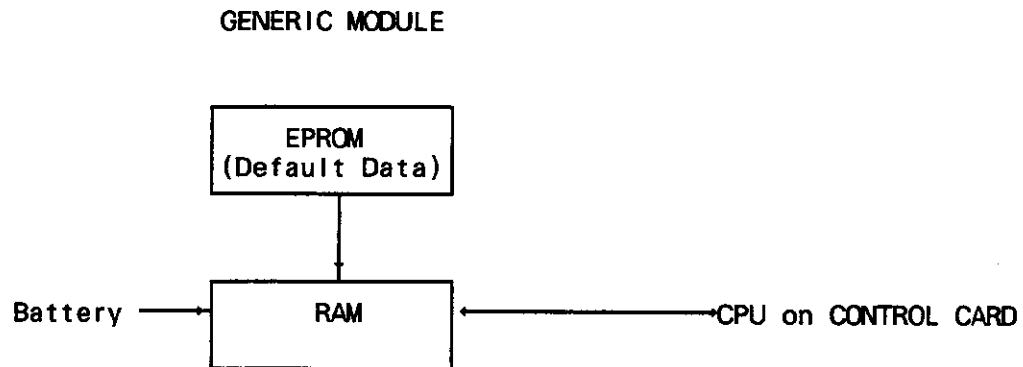 GENERIC MODULE
EPROM
(Default Data)
Battery
RAM
CPU on CONTROL CARD